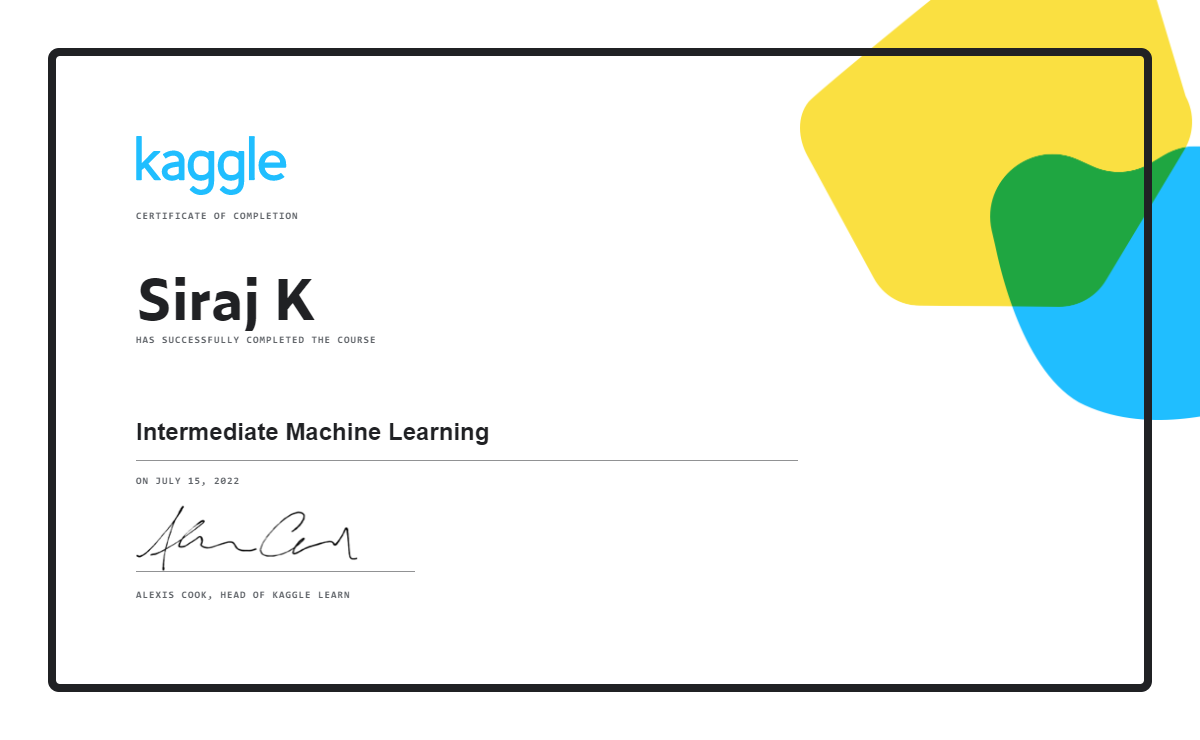 kaggle
CERTIFICATE OF COMPLETION
Siraj K
HAS SUCCESSFULLY COMPLETED THE COURSE
Intermediate Machine Learning
ON JULY 15, 2022
Alexis Cook
ALEXIS COOK, HEAD OF KAGGLE LEARN